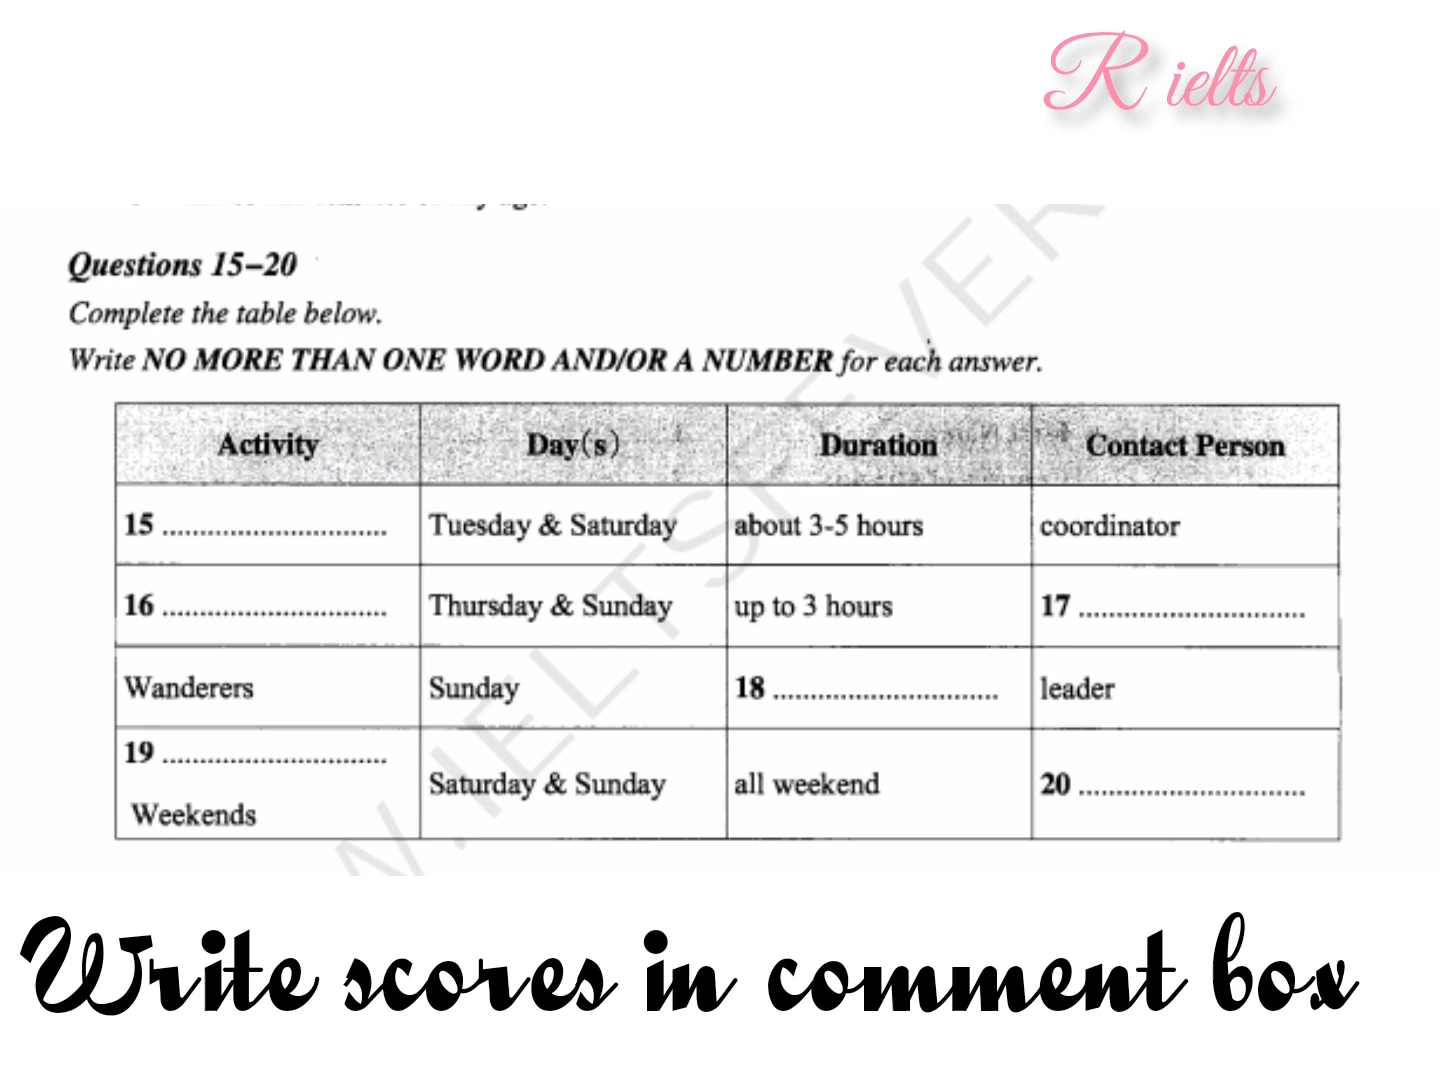 R ielts
Questions 15–20
Complete the table below.
Write NO MORE THAN ONE WORD AND/OR A NUMBER for each answer.
Activity Day(s) Duration Contact Person
15 .............................. Tuesday & Saturday about 3-5 hours coordinator
16 .............................. Thursday & Sunday up to 3 hours 17 ..............................
Wanderers Sunday 18 .............................. leader
19 ..............................
Weekends Saturday & Sunday all weekend 20 ..............................
Write scores in comment box